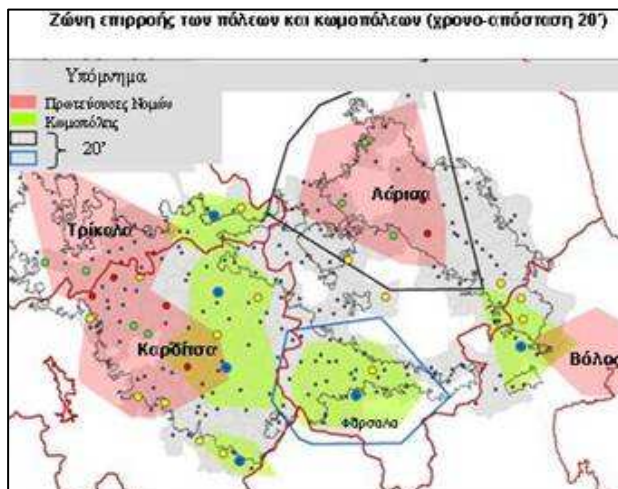 Ζώνη επιρροής των πόλεων και κωμοπόλεων (χρονο-απόσταση 20')
Υπόμνημα
Πρωτεύουσες Νομών
Κωμοπόλεις
20'
Λάρισα
Τρίκαλα
Καρδίτσα
Βόλος
Φάρσαλα